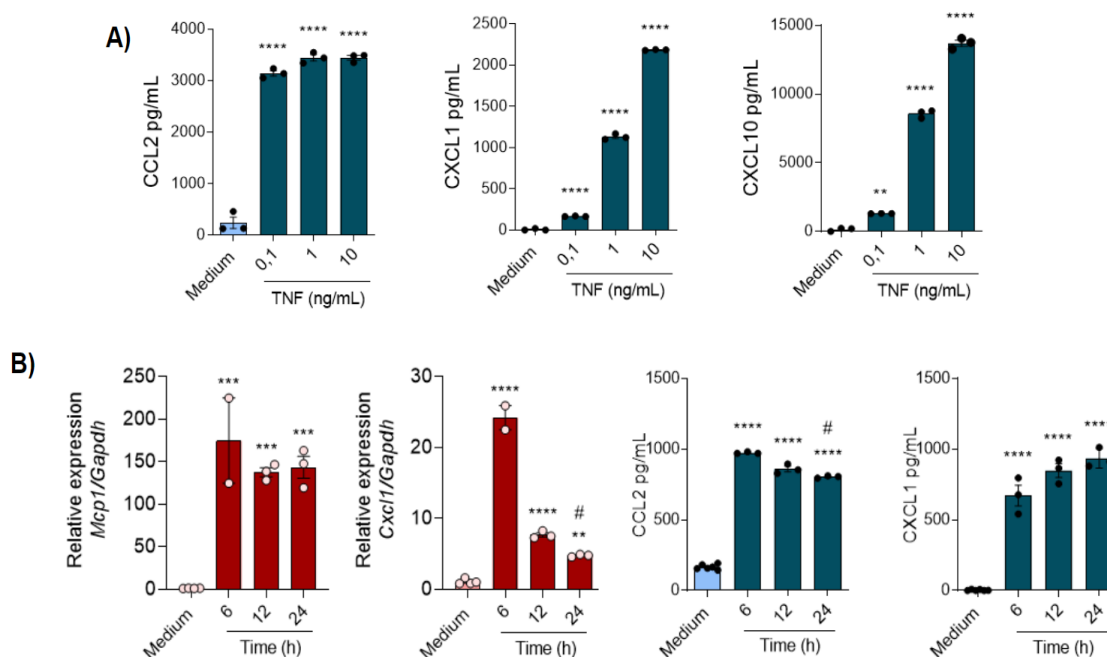 A)
CCL2 pg/mL
4000
3000
2000
1000
0
**** **** ****
Medium
0,1
1
10
TNF (ng/mL)
CXCL1 pg/mL
2500
2000
1500
1000
500
0
**** **** ****
Medium
0,1
1
10
TNF (ng/mL)
CXCL10 pg/mL
15000
10000
5000
0
** **** ****
Medium
0,1
1
10
TNF (ng/mL)
B)
Relative expression
Mcp1/Gapdh
250
200
150
100
50
0
*** *** ***
Medium
6
12
24
Time (h)
Relative expression
Cxcl1/Gapdh
30
20
10
0
**** **** #
**
Medium
6
12
24
Time (h)
CCL2 pg/mL
1500
1000
500
0
**** **** #
****
Medium
6
12
24
Time (h)
CXCL1 pg/mL
1500
1000
500
0
**** **** ****
Medium
6
12
24
Time (h)